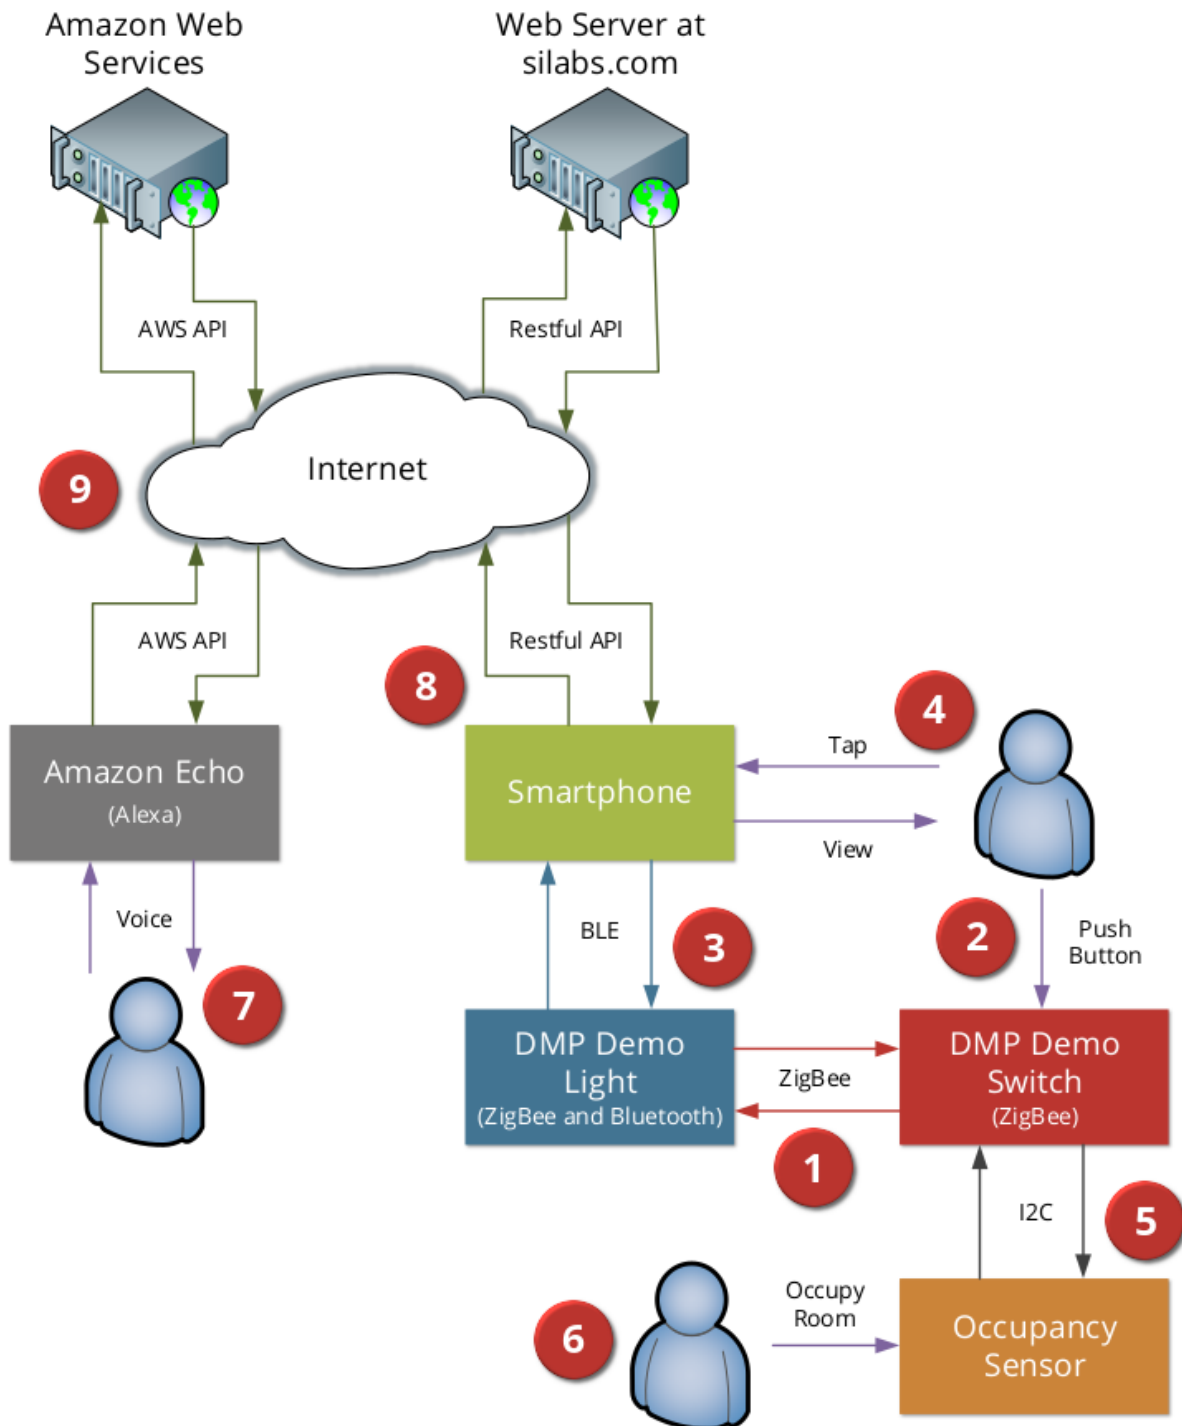 Amazon Web
Services
Web Server at
silabs.com
AWS API
Restful API
Internet
9
AWS API
Restful API
8
4
Amazon Echo
(Alexa)
Smartphone
Tap
View
Voice
7
BLE
3
2
Push
Button
DMP Demo
Light
(ZigBee and Bluetooth)
ZigBee
DMP Demo
Switch
(ZigBee)
1
I2C
5
6
Occupy
Room
Occupancy
Sensor